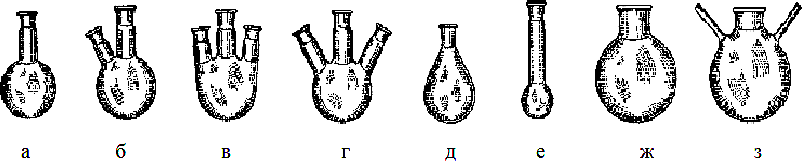 а б в г д е ж з